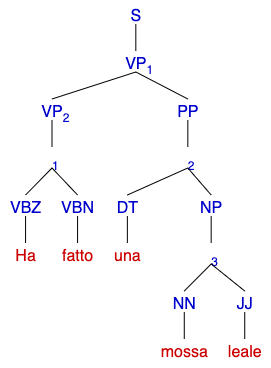 S
VP1
VP2 PP
1 2
VBZ VBN DT NP
Ha fatto una 3
NN JJ
mossa leale